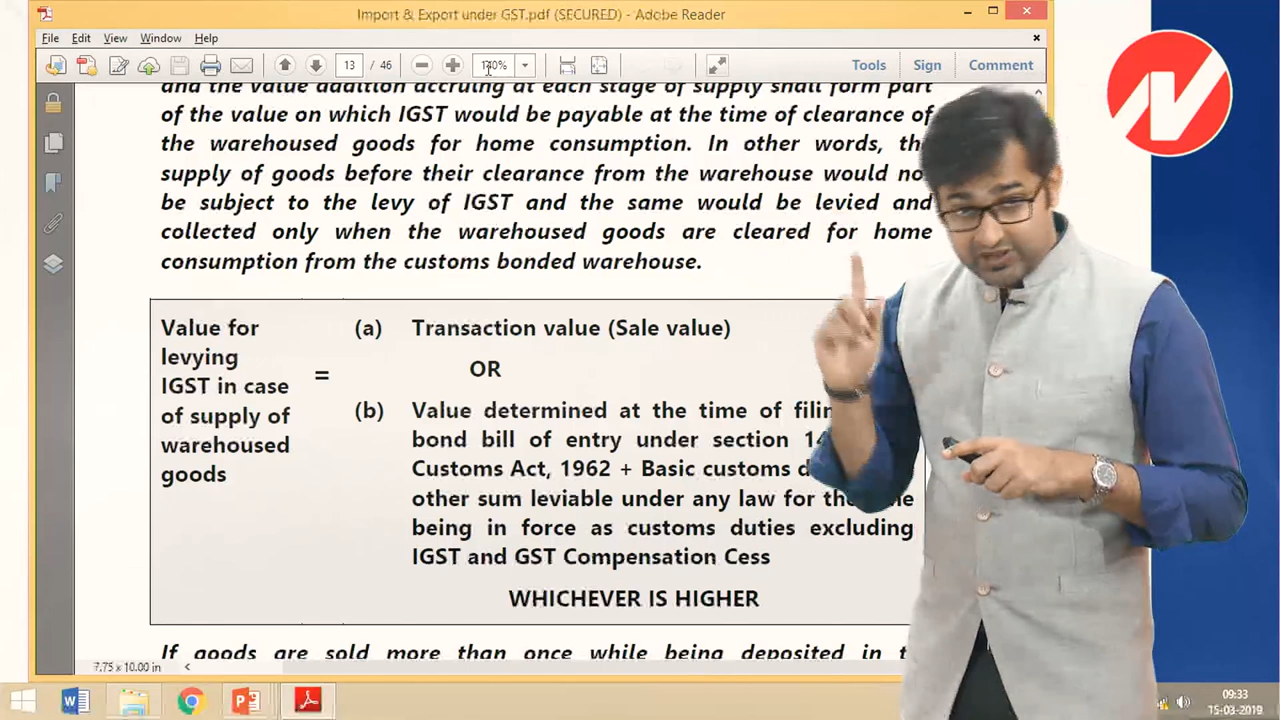 Import & Export under GST.pdf (SECURED) - Adobe Reader
File Edit View Window Help
13 / 46
Tools Sign Comment
and the value addition accruing at each stage of supply shall form part
of the value on which IGST would be payable at the time of clearance of
the warehoused goods for home consumption. In other words, th
supply of goods before their clearance from the warehouse would no
be subject to the levy of IGST and the same would be levied and
collected only when the warehoused goods are cleared for home
consumption from the customs bonded warehouse.
Value for
levying
IGST in case
of supply of
warehoused
goods
=
(a) Transaction value (Sale value)
OR
(b) Value determined at the time of filin
bond bill of entry under section 14
Customs Act, 1962 + Basic customs d
other sum leviable under any law for the
being in force as customs duties excluding
IGST and GST Compensation Cess
WHICHEVER IS HIGHER
If goods are sold more than once while being deposited in t
7.75 x 10.00 in
09:33
15-03-2019